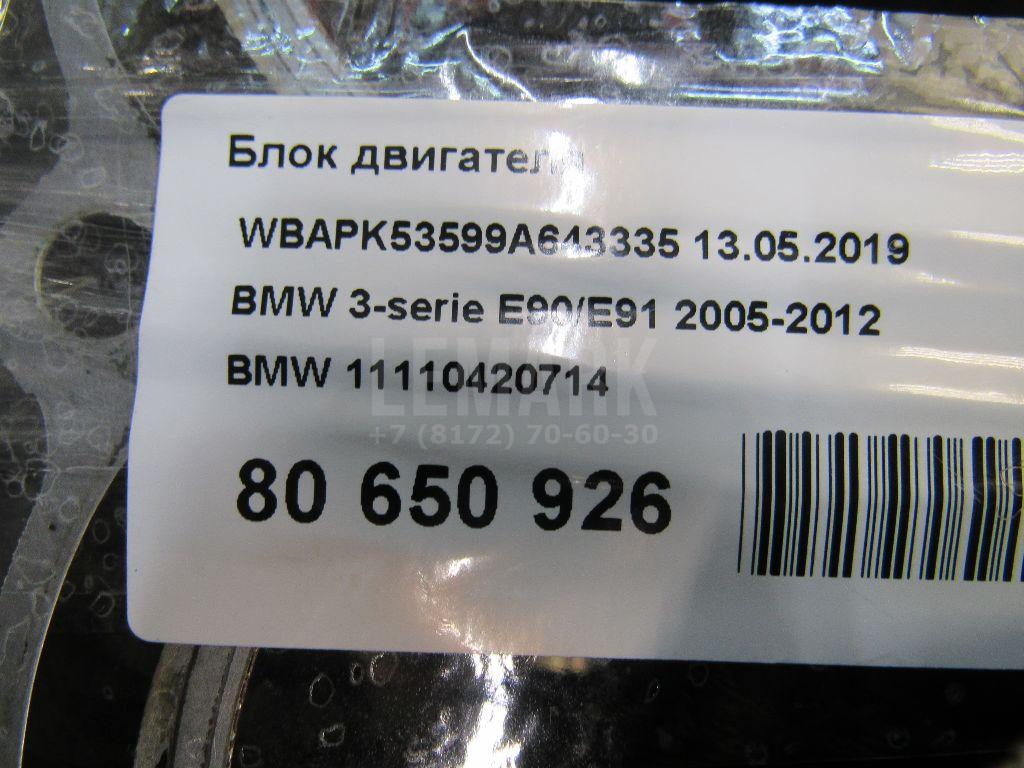 Блок двигателя
WBAPK53599A643335 13.05.2019
BMW 3-serie E90/E91 2005-2012
BMW 11110420714
LEMARK
+7 (8172) 70-60-30
80 650 926